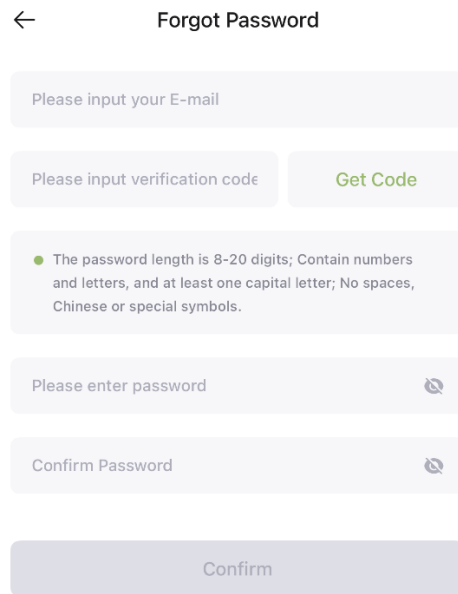 Forgot Password
Please input your E-mail
Please input verification code
Get Code
The password length is 8-20 digits; Contain numbers
and letters, and at least one capital letter; No spaces,
Chinese or special symbols.
Please enter password
Confirm Password
Confirm